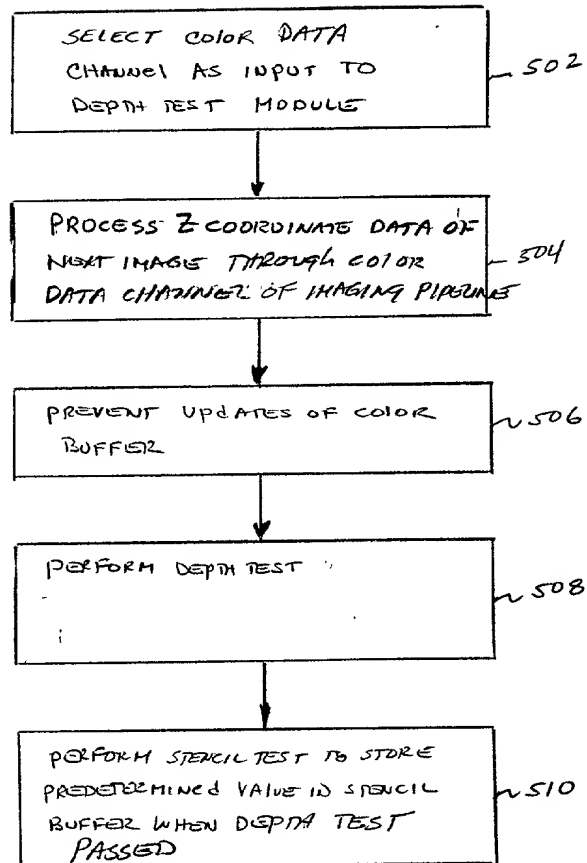 SELECT COLOR DATA
CHANNEL AS INPUT TO
DEPTH TEST MODULE
502
PROCESS Z COORDINATE DATA OF
NEXT IMAGE THROUGH COLOR
DATA CHANNEL OF IMAGING PIPELINE
504
PREVENT UPDATES OF COLOR
BUFFER
506
PERFORM DEPTH TEST
508
PERFORM STENCIL TEST TO STORE
PREDETERMINED VALUE IN STENCIL
BUFFER WHEN DEPTH TEST
PASSED
510